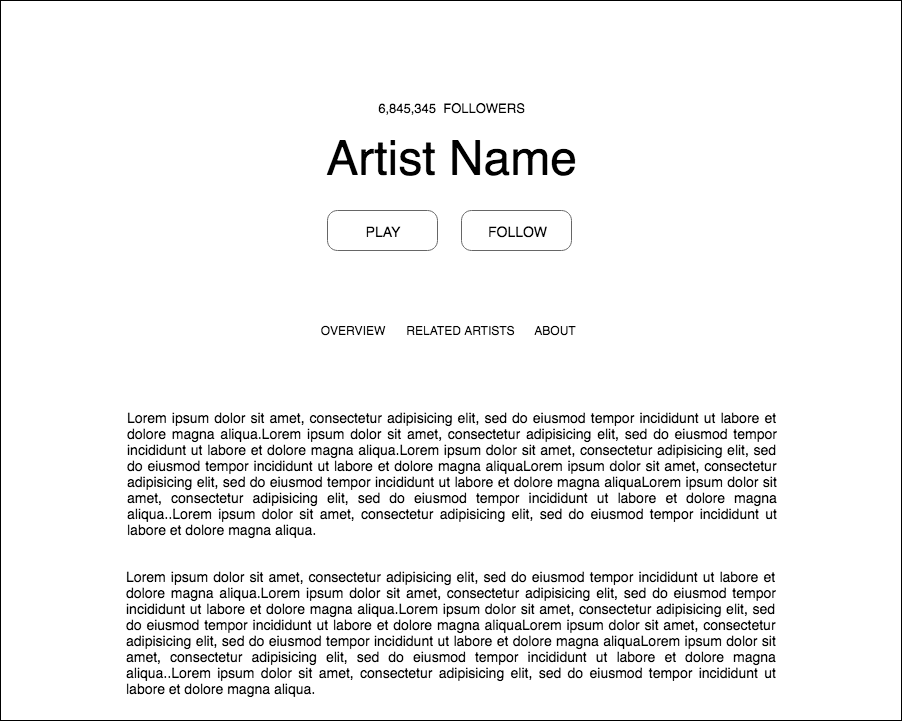 6,845,345 FOLLOWERS
Artist Name
PLAY FOLLOW
OVERVIEW RELATED ARTISTS ABOUT
Lorem ipsum dolor sit amet, consectetur adipisicing elit, sed do eiusmod tempor incididunt ut labore et
dolore magna aliqua.Lorem ipsum dolor sit amet, consectetur adipisicing elit, sed do eiusmod tempor
incididunt ut labore et dolore magna aliqua.Lorem ipsum dolor sit amet, consectetur adipisicing elit, sed
do eiusmod tempor incididunt ut labore et dolore magna aliquaLorem ipsum dolor sit amet, consectetur
adipisicing elit, sed do eiusmod tempor incididunt ut labore et dolore magna aliquaLorem ipsum dolor sit
amet, consectetur adipisicing elit, sed do eiusmod tempor incididunt ut labore et dolore magna
aliqua..Lorem ipsum dolor sit amet, consectetur adipisicing elit, sed do eiusmod tempor incididunt ut
labore et dolore magna aliqua.
Lorem ipsum dolor sit amet, consectetur adipisicing elit, sed do eiusmod tempor incididunt ut labore et
dolore magna aliqua.Lorem ipsum dolor sit amet, consectetur adipisicing elit, sed do eiusmod tempor
incididunt ut labore et dolore magna aliqua.Lorem ipsum dolor sit amet, consectetur adipisicing elit, sed
do eiusmod tempor incididunt ut labore et dolore magna aliquaLorem ipsum dolor sit amet, consectetur
adipisicing elit, sed do eiusmod tempor incididunt ut labore et dolore magna aliquaLorem ipsum dolor sit
amet, consectetur adipisicing elit, sed do eiusmod tempor incididunt ut labore et dolore magna
aliqua..Lorem ipsum dolor sit amet, consectetur adipisicing elit, sed do eiusmod tempor incididunt ut
labore et dolore magna aliqua.